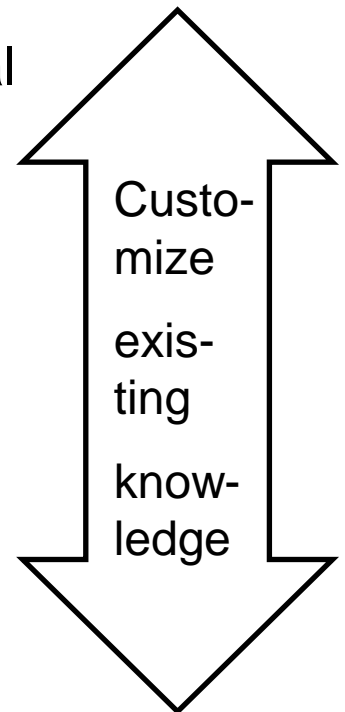 Custo-
mize
exis-
ting
know-
ledge